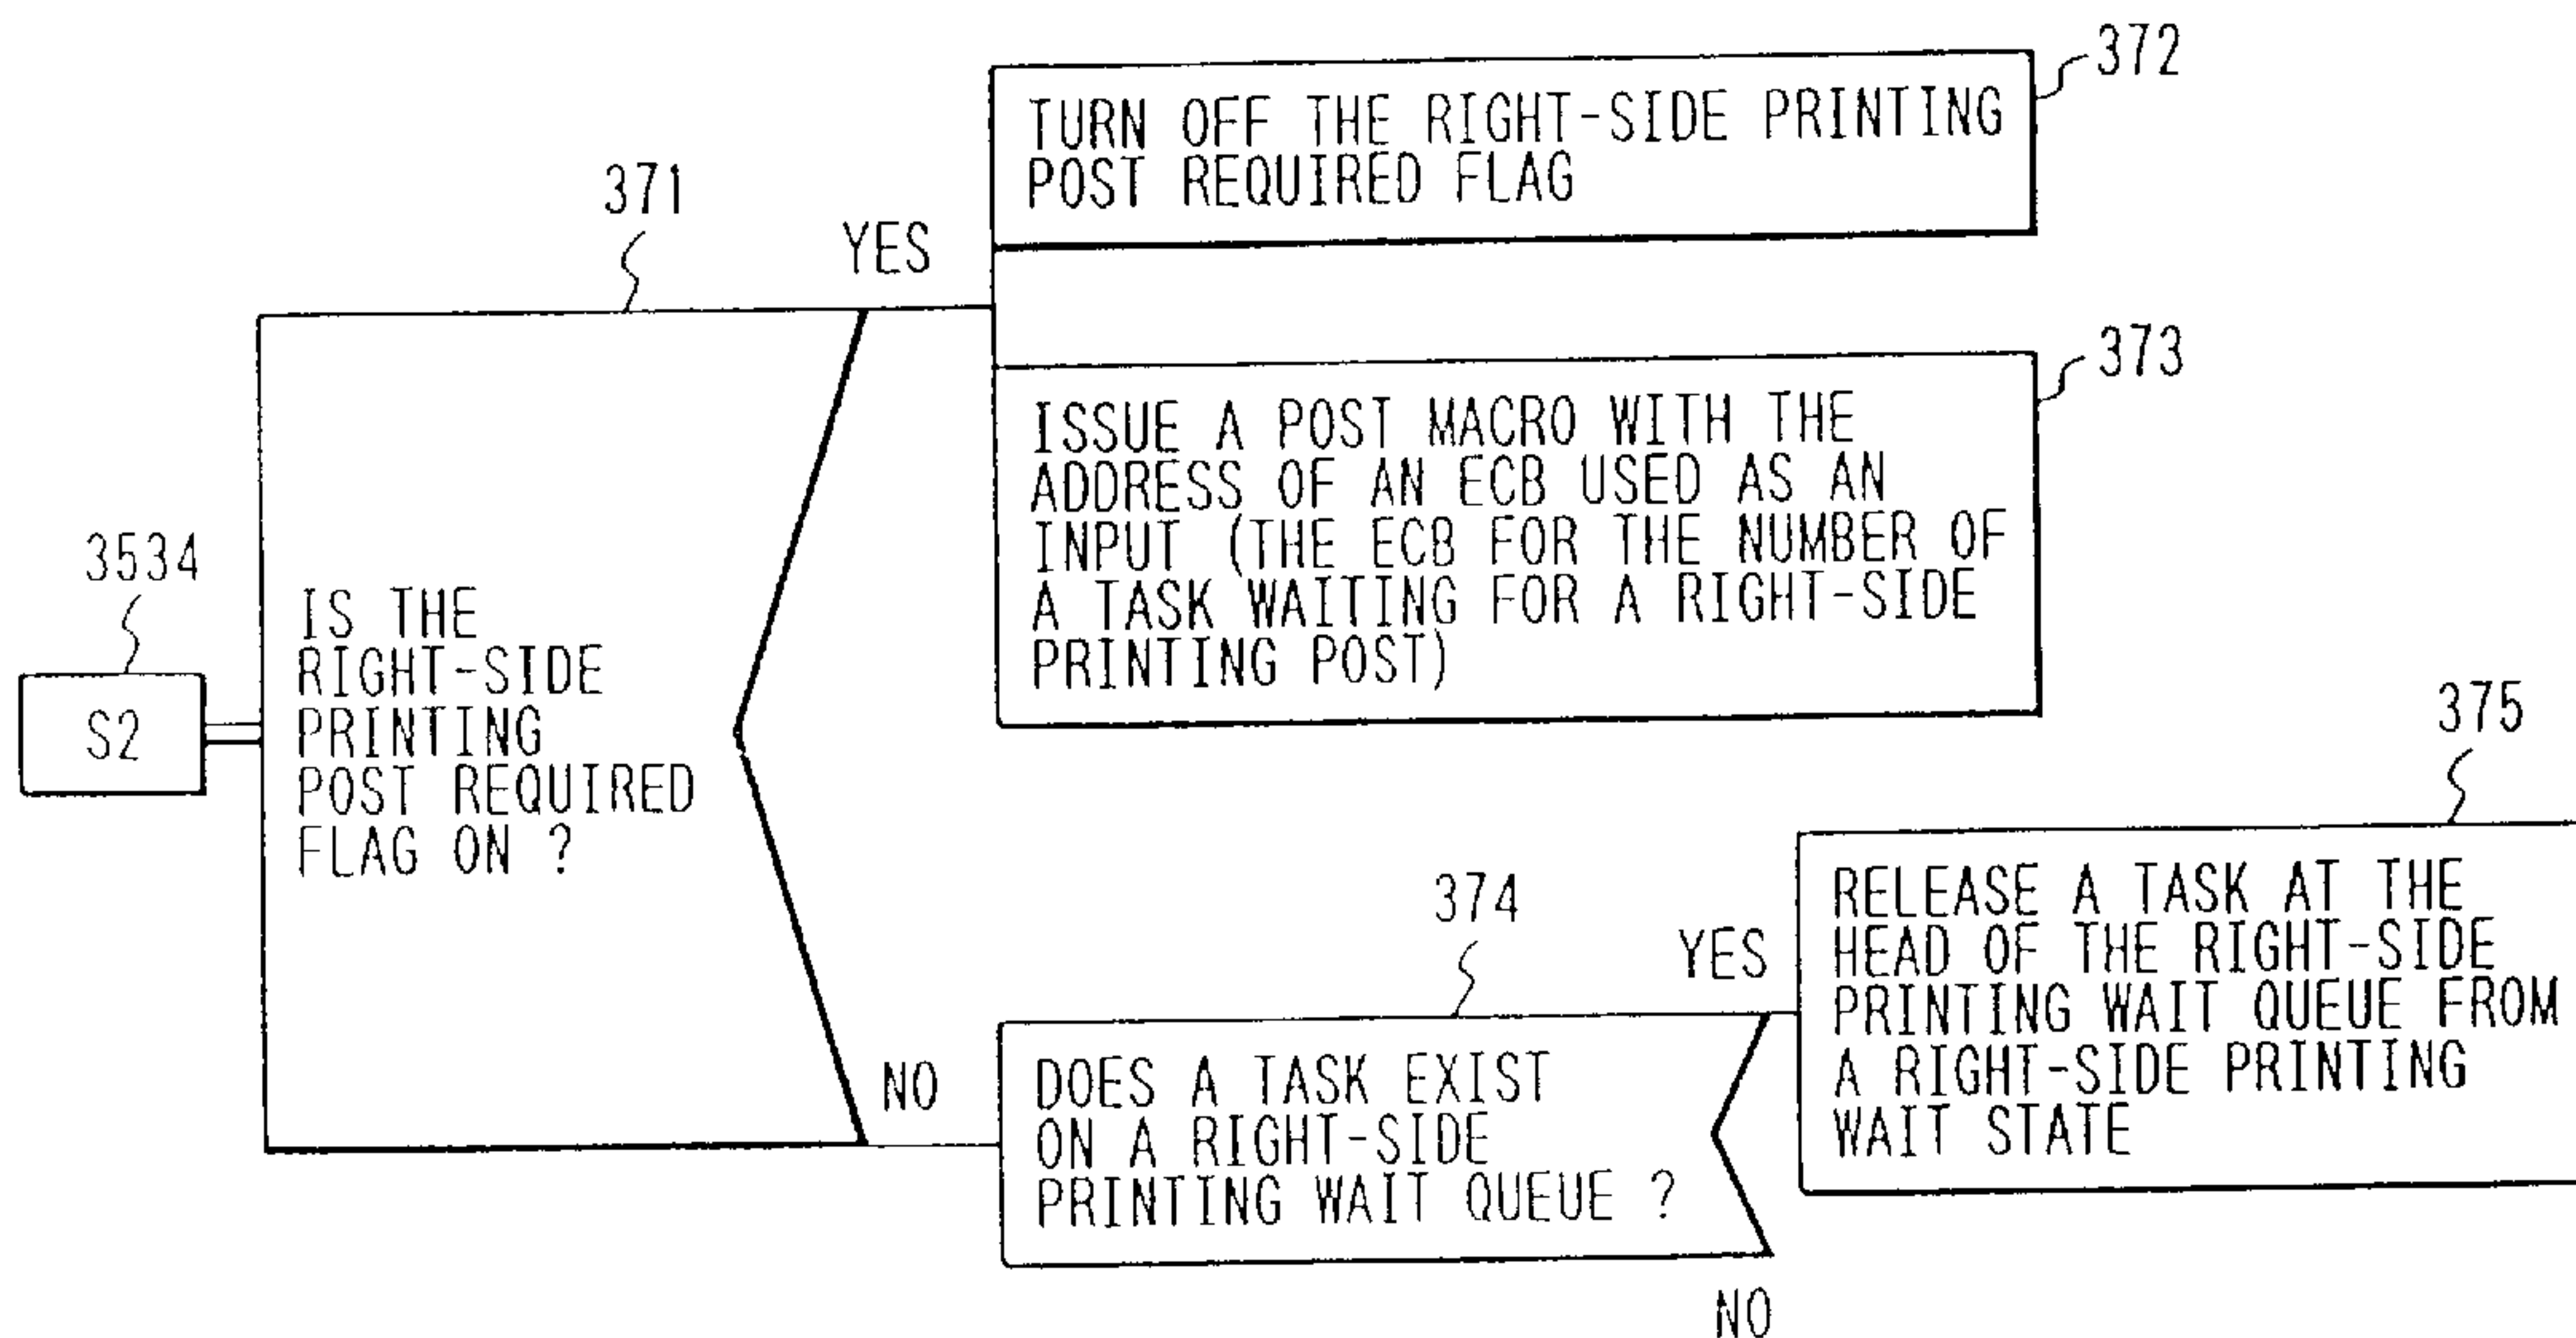 372
TURN OFF THE RIGHT-SIDE PRINTING
POST REQUIRED FLAG
371
YES
373
ISSUE A POST MACRO WITH THE
ADDRESS OF AN ECB USED AS AN
INPUT (THE ECB FOR THE NUMBER OF
A TASK WAITING FOR A RIGHT-SIDE
PRINTING POST)
3534
S2
IS THE
RIGHT-SIDE
PRINTING
POST REQUIRED
FLAG ON ?
375
RELEASE A TASK AT THE
HEAD OF THE RIGHT-SIDE
PRINTING WAIT QUEUE FROM
A RIGHT-SIDE PRINTING
WAIT STATE
374
YES
NO
DOES A TASK EXIST
ON A RIGHT-SIDE
PRINTING WAIT QUEUE ?
NO